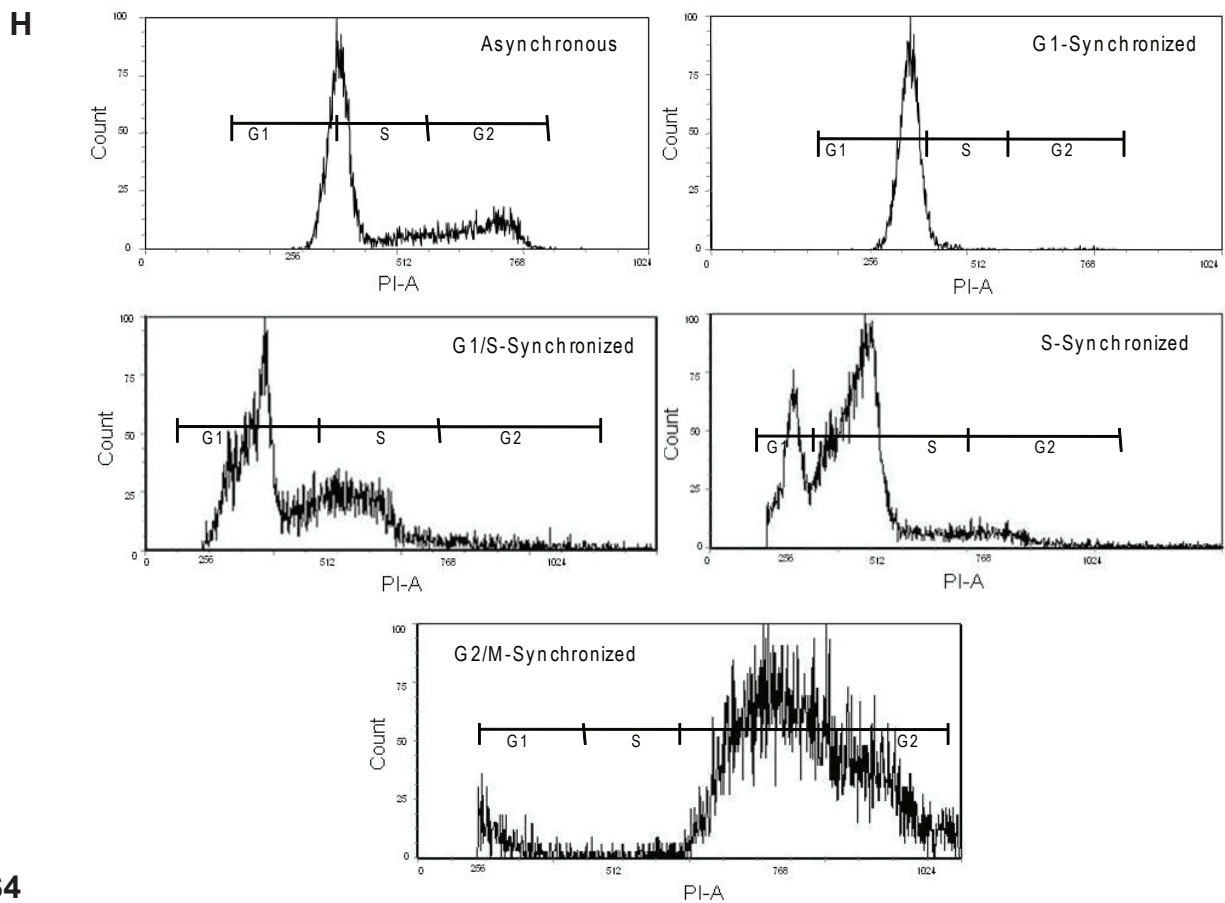 H
Asynchronous
100
75
50
25
0
Count
G1 S G2
0 256 512 768 1024
PI-A
G1-Synchronized
100
75
50
25
0
Count
G1 S G2
0 256 512 768 1024
PI-A
G1/S-Synchronized
100
75
50
25
0
Count
G1 S G2
0 256 512 768 1024
PI-A
S-Synchronized
100
75
50
25
0
Count
G1 S G2
0 256 512 768 1024
PI-A
G2/M-Synchronized
100
75
50
25
0
Count
G1 S G2
0 256 512 768 1024
PI-A
S4